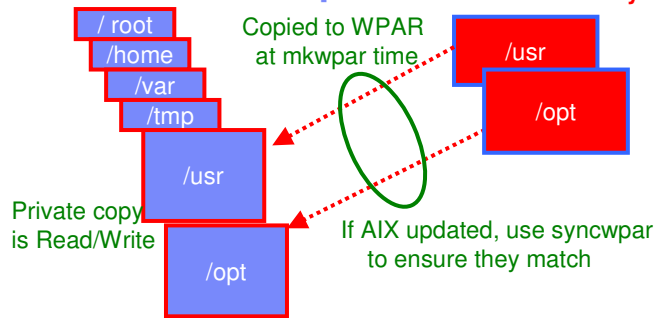 / root
/home
/var
/tmp
/usr
/opt
Private copy
is Read/Write
Copied to WPAR
at mkwpar time
/usr
/opt
If AIX updated, use syncwpar
to ensure they match